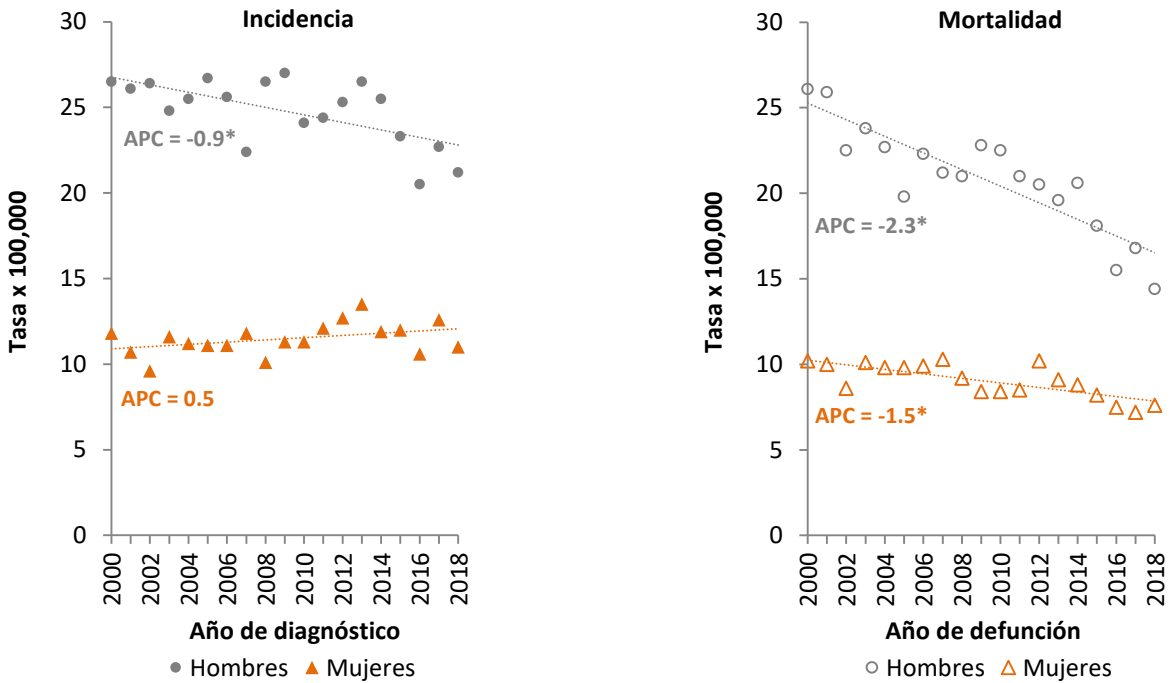 Incidencia
30
25
20
15
10
5
0
Tasa x 100,000
APC = -0.9*
APC = 0.5
2000
2002
2004
2006
2008
2010
2012
2014
2016
2018
Año de diagnóstico
Hombres Mujeres
Mortalidad
30
25
20
15
10
5
0
Tasa x 100,000
APC = -2.3*
APC = -1.5*
2000
2002
2004
2006
2008
2010
2012
2014
2016
2018
Año de defunción
Hombres Mujeres